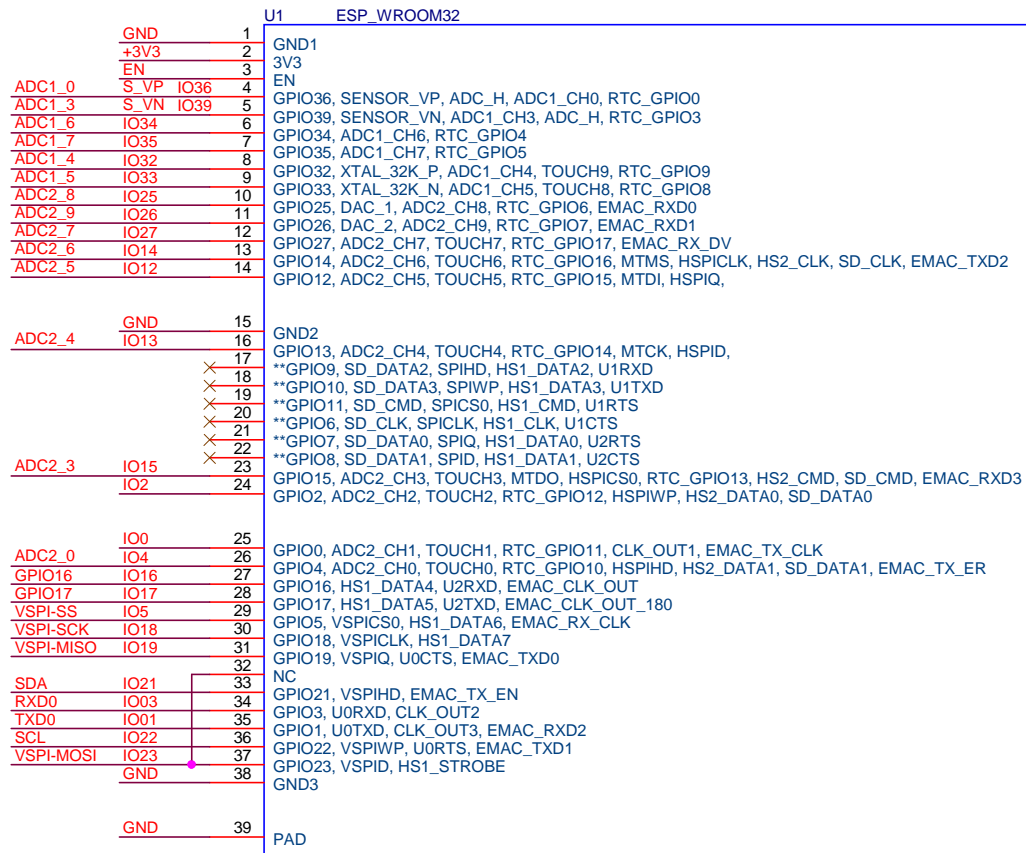 U1 ESP_WROOM32
GND 1 GND1
+3V3 2 3V3
EN 3 EN
ADC1_0 S_VP IO36 4 GPIO36, SENSOR_VP, ADC_H, ADC1_CH0, RTC_GPIO0
ADC1_3 S_VN IO39 5 GPIO39, SENSOR_VN, ADC1_CH3, ADC_H, RTC_GPIO3
ADC1_6 IO34 6 GPIO34, ADC1_CH6, RTC_GPIO4
ADC1_7 IO35 7 GPIO35, ADC1_CH7, RTC_GPIO5
ADC1_4 IO32 8 GPIO32, XTAL_32K_P, ADC1_CH4, TOUCH9, RTC_GPIO9
ADC1_5 IO33 9 GPIO33, XTAL_32K_N, ADC1_CH5, TOUCH8, RTC_GPIO8
ADC2_8 IO25 10 GPIO25, DAC_1, ADC2_CH8, RTC_GPIO6, EMAC_RXD0
ADC2_9 IO26 11 GPIO26, DAC_2, ADC2_CH9, RTC_GPIO7, EMAC_RXD1
ADC2_7 IO27 12 GPIO27, ADC2_CH7, TOUCH7, RTC_GPIO17, EMAC_RX_DV
ADC2_6 IO14 13 GPIO14, ADC2_CH6, TOUCH6, RTC_GPIO16, MTMS, HSPICLK, HS2_CLK, SD_CLK, EMAC_TXD2
ADC2_5 IO12 14 GPIO12, ADC2_CH5, TOUCH5, RTC_GPIO15, MTDI, HSPIQ,
GND 15 GND2
ADC2_4 IO13 16 GPIO13, ADC2_CH4, TOUCH4, RTC_GPIO14, MTCK, HSPID,
17 **GPIO9, SD_DATA2, SPIHD, HS1_DATA2, U1RXD
18 **GPIO10, SD_DATA3, SPIWP, HS1_DATA3, U1TXD
19 **GPIO11, SD_CMD, SPICS0, HS1_CMD, U1RTS
20 **GPIO6, SD_CLK, SPICLK, HS1_CLK, U1CTS
21 **GPIO7, SD_DATA0, SPIQ, HS1_DATA0, U2RTS
22 **GPIO8, SD_DATA1, SPID, HS1_DATA1, U2CTS
ADC2_3 IO15 23 GPIO15, ADC2_CH3, TOUCH3, MTDO, HSPICS0, RTC_GPIO13, HS2_CMD, SD_CMD, EMAC_RXD3
IO2 24 GPIO2, ADC2_CH2, TOUCH2, RTC_GPIO12, HSPIWP, HS2_DATA0, SD_DATA0
IO0 25 GPIO0, ADC2_CH1, TOUCH1, RTC_GPIO11, CLK_OUT1, EMAC_TX_CLK
ADC2_0 IO4 26 GPIO4, ADC2_CH0, TOUCH0, RTC_GPIO10, HSPIHD, HS2_DATA1, SD_DATA1, EMAC_TX_ER
GPIO16 IO16 27 GPIO16, HS1_DATA4, U2RXD, EMAC_CLK_OUT
GPIO17 IO17 28 GPIO17, HS1_DATA5, U2TXD, EMAC_CLK_OUT_180
VSPI-SS IO5 29 GPIO5, VSPICS0, HS1_DATA6, EMAC_RX_CLK
VSPI-SCK IO18 30 GPIO18, VSPICLK, HS1_DATA7
VSPI-MISO IO19 31 GPIO19, VSPIQ, U0CTS, EMAC_TXD0
32 NC
SDA IO21 33 GPIO21, VSPIHD, EMAC_TX_EN
RXD0 IO03 34 GPIO3, U0RXD, CLK_OUT2
TXD0 IO01 35 GPIO1, U0TXD, CLK_OUT3, EMAC_RXD2
SCL IO22 36 GPIO22, VSPIWP, U0RTS, EMAC_TXD1
VSPI-MOSI IO23 37 GPIO23, VSPID, HS1_STROBE
GND 38 GND3
GND 39 PAD